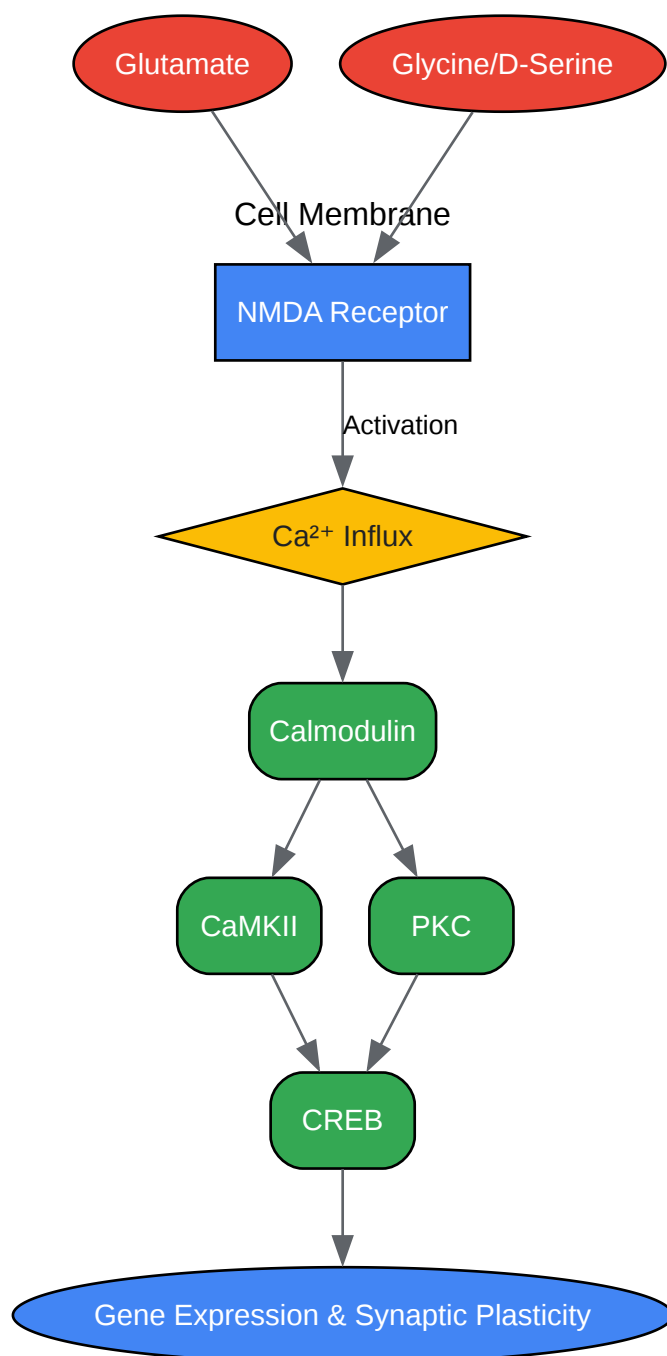 Glutamate
Glycine/D-Serine
Cell Membrane
NMDA Receptor
Activation
Ca²⁺ Influx
Calmodulin
CaMKII
PKC
CREB
Gene Expression & Synaptic Plasticity